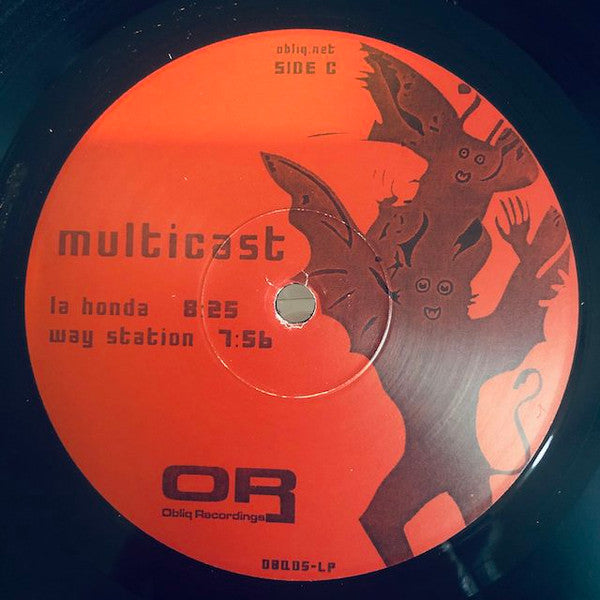 obliq.net
SIDE C
multicast
la honda 8:25
way station 7:56
OR
Obliq Recordings
OBQ05-LP